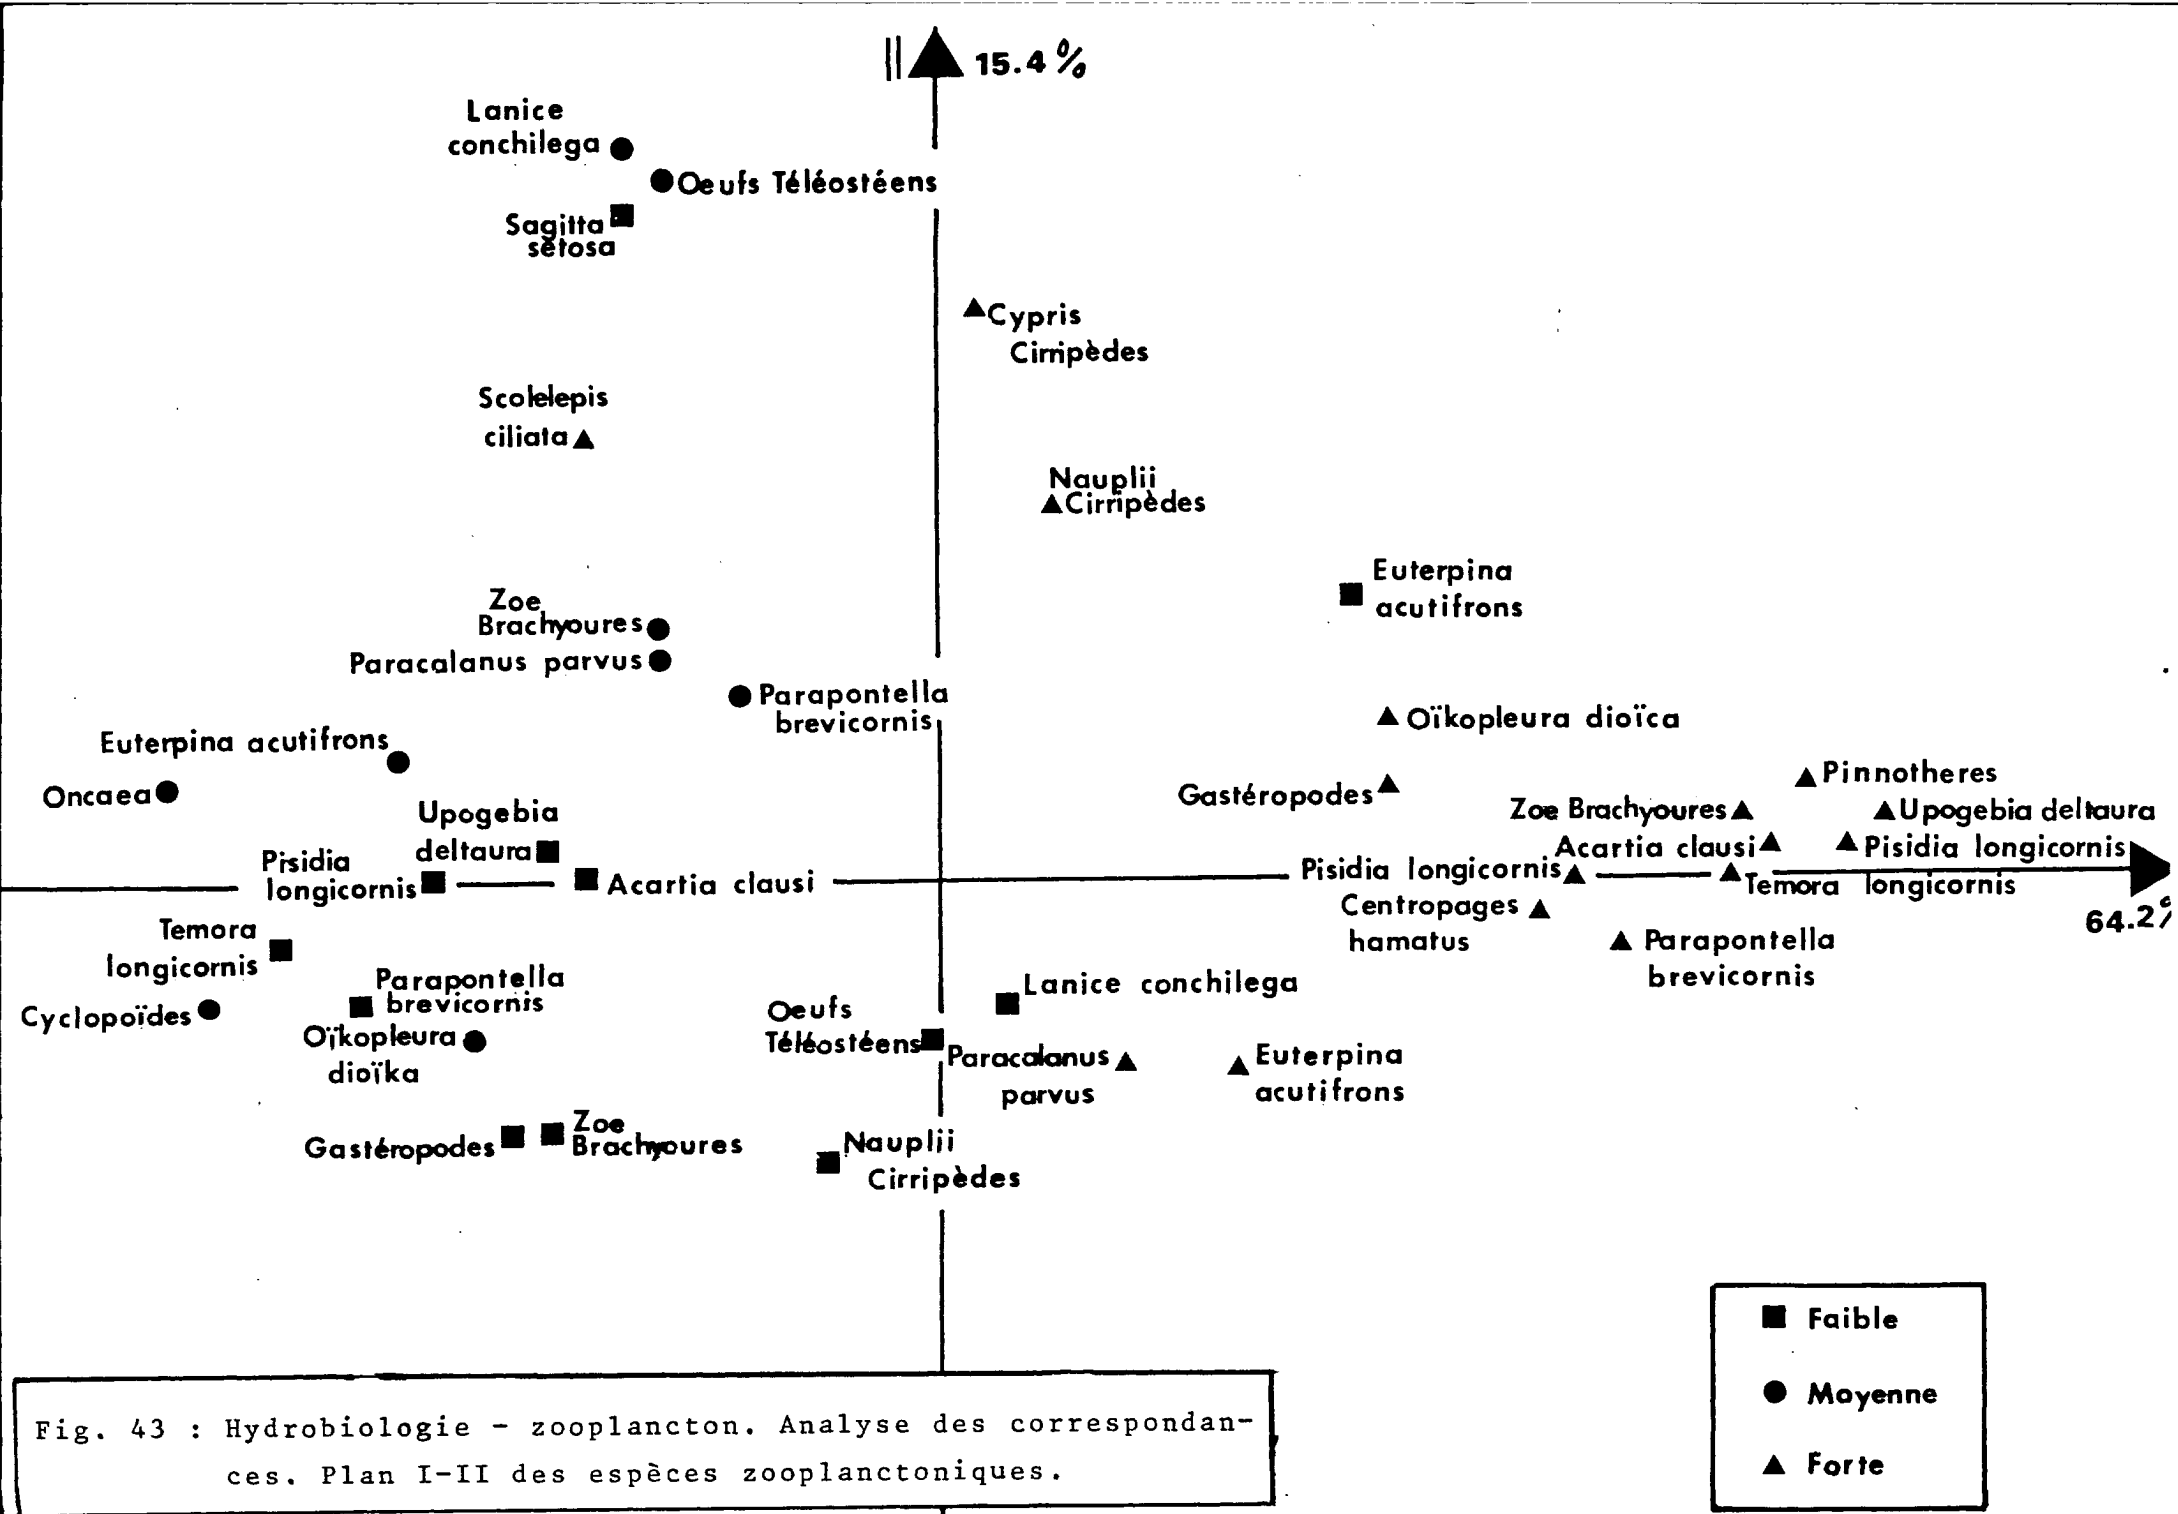 II 15.4%
Lanice
conchilega
Oeufs Téléostéens
Sagitta
setosa
Cypris
Cirripèdes
Scolelepis
ciliata
Nauplii
Cirripèdes
Euterpina
acutifrons
Zoe
Brachyoures
Paracalanus parvus
Parapontella
brevicornis
Oïkopleura dioïca
Euterpina acutifrons
Oncaea
Gastéropodes
Pinnotheres
Zoe Brachyoures
Upogebia deltaura
Upogebia
deltaura
Acartia clausi
Pisidia longicornis
Pisidia
longicornis
Acartia clausi
Pisidia longicornis
Temora longicornis
Centropages
hamatus
64.2%
Temora
longicornis
Parapontella
brevicornis
Parapontella
brevicornis
Lanice conchilega
Cyclopoïdes
Oïkopleura
dioïka
Oeufs
Téléostéens
Paracalanus
parvus
Euterpina
acutifrons
Gastéropodes
Zoe
Brachyoures
Nauplii
Cirripèdes
Faible
Moyenne
Forte
Fig. 43 : Hydrobiologie - zooplancton. Analyse des correspondan-
ces. Plan I-II des espèces zooplanctoniques.